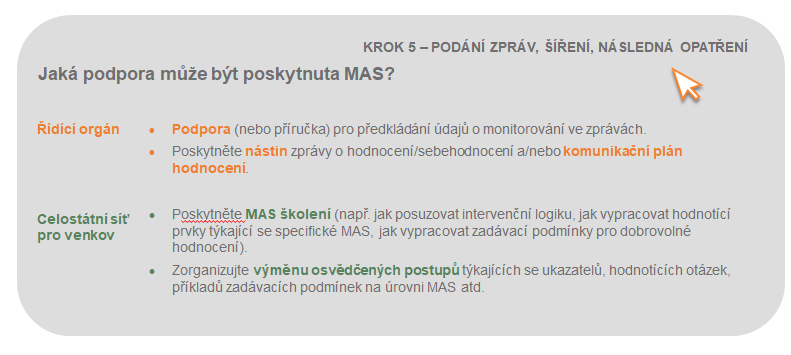 KROK 5 – PODÁNÍ ZPRÁV, ŠÍŘENÍ, NÁSLEDNÁ OPATŘENÍ
Jaká podpora může být poskytnuta MAS?
Řídící orgán
• Podpora (nebo příručka) pro předkládání údajů o monitorování ve zprávách.
• Poskytněte nástin zprávy o hodnocení/sebehodnocení a/nebo komunikační plán
hodnocení.
Celostátní síť
pro venkov
• Poskytněte MAS školení (např. jak posuzovat intervenční logiku, jak vypracovat hodnotící
prvky týkající se specifické MAS, jak vypracovat zadávací podmínky pro dobrovolné
hodnocení).
• Zorganizujte výměnu osvědčených postupů týkajících se ukazatelů, hodnotících otázek,
příkladů zadávacích podmínek na úrovni MAS atd.